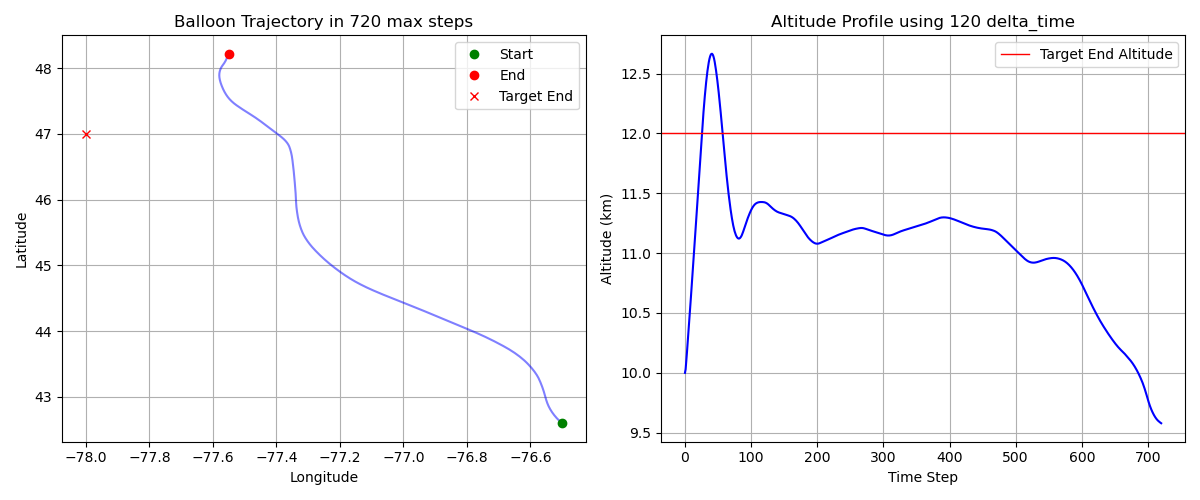 Balloon Trajectory in 720 max steps
Start
End
Target End
48
47
46
45
44
43
Latitude
−78.0
−77.8
−77.6
−77.4
−77.2
−77.0
−76.8
−76.6
Longitude
Altitude Profile using 120 delta_time
Target End Altitude
12.5
12.0
11.5
11.0
10.5
10.0
9.5
Altitude (km)
0
100
200
300
400
500
600
700
Time Step